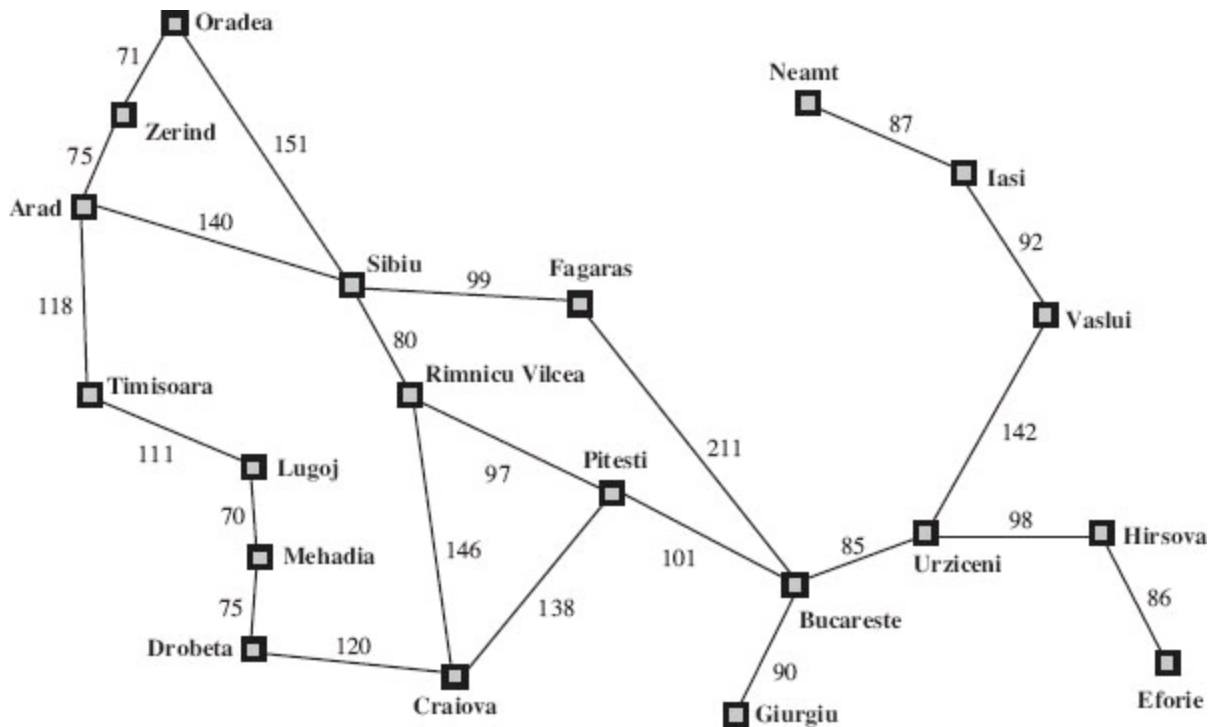 Oradea
71
Neamt
87
Zerind
151
75
Iasi
Arad
140
92
Sibiu
99
Fagaras
118
Vaslui
80
Timisoara
Rimnicu Vilcea
142
111
211
Lugoj
97
Pitesti
70
98
Hirsova
146
101
85
Urziceni
Mehadia
86
75
138
Bucareste
Drobeta
120
90
Craiova
Giurgiu
Eforie